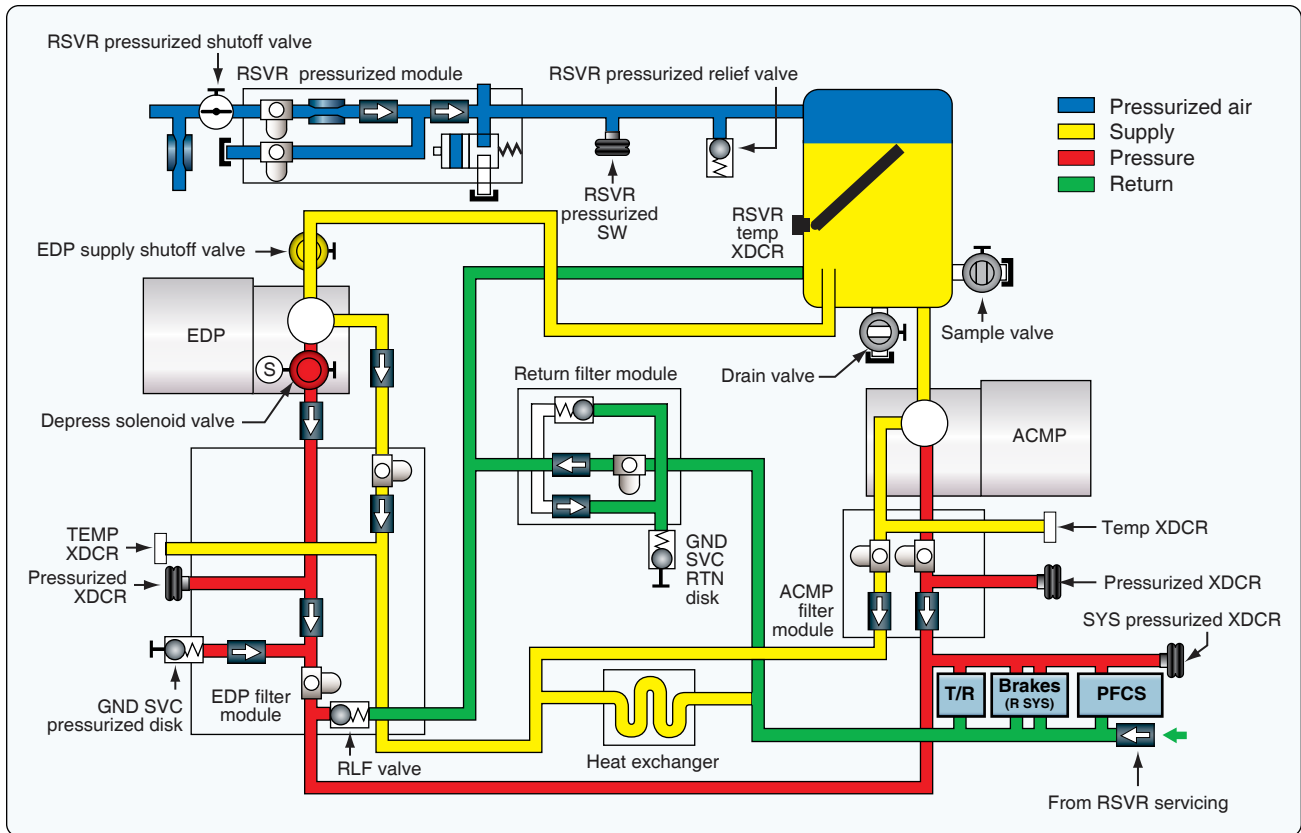 RSVR pressurized shutoff valve
RSVR pressurized module
RSVR pressurized relief valve
Pressurized air
Supply
Pressure
Return
RSVR
pressurized
SW
RSVR
temp
XDCR
EDP supply shutoff valve
EDP
S
Depress solenoid valve
Sample valve
Drain valve
Return filter module
ACMP
TEMP
XDCR
Pressurized
XDCR
GND
SVC
RTN
disk
Temp XDCR
Pressurized XDCR
ACMP
filter
module
SYS pressurized XDCR
GND SVC
pressurized disk
EDP filter
module
RLF valve
Heat exchanger
T/R
Brakes
(R SYS)
PFCS
From RSVR servicing